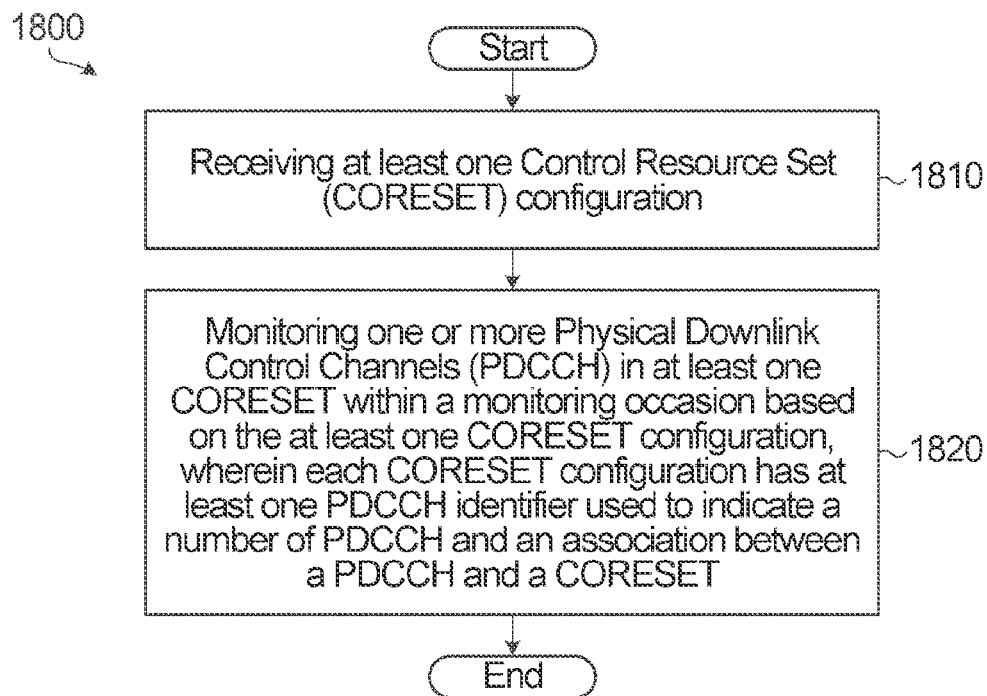 1800
Start
Receiving at least one Control Resource Set
(CORESET) configuration
1810
Monitoring one or more Physical Downlink
Control Channels (PDCCH) in at least one
CORESET within a monitoring occasion based
on the at least one CORESET configuration,
wherein each CORESET configuration has at
least one PDCCH identifier used to indicate a
number of PDCCH and an association between
a PDCCH and a CORESET
1820
End